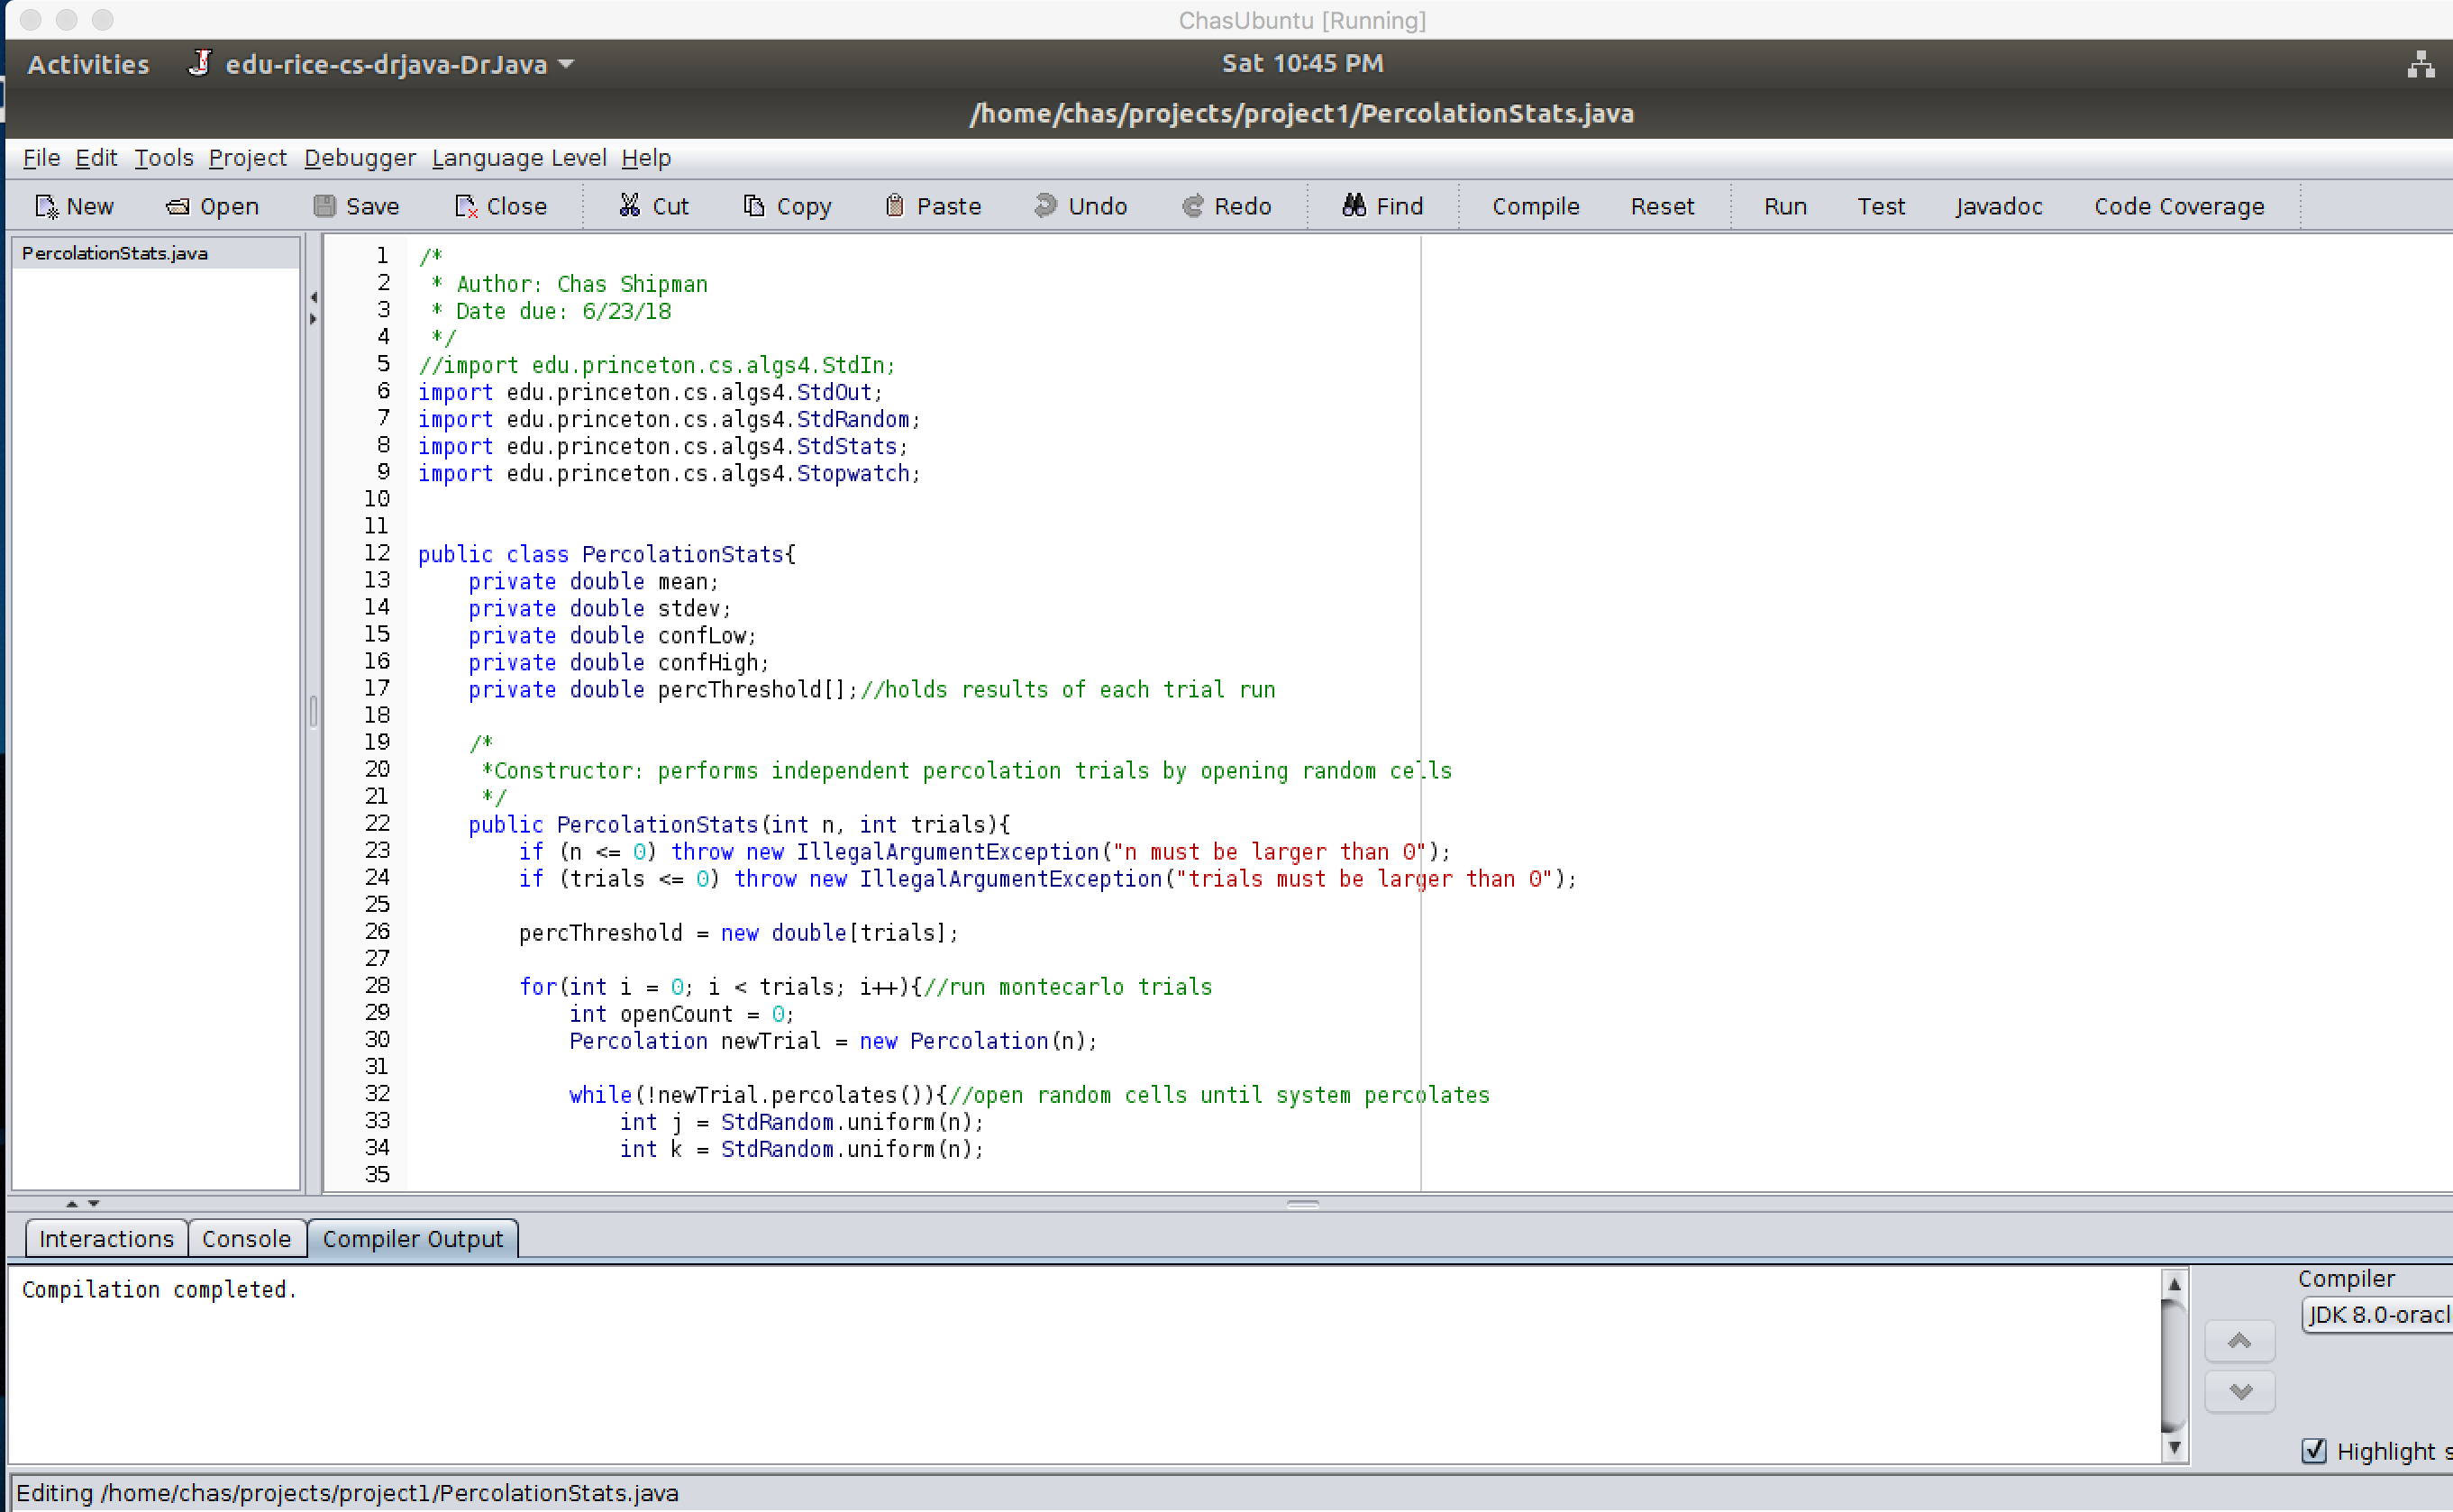 ChasUbuntu [Running]
Activities edu-rice-cs-drjava-DrJava Sat 10:45 PM
/home/chas/projects/project1/PercolationStats.java
File Edit Tools Project Debugger Language Level Help
New Open Save Close Cut Copy Paste Undo Redo Find Compile Reset Run Test Javadoc Code Coverage
PercolationStats.java
1 /*
2  * Author: Chas Shipman
3  * Date due: 6/23/18
4  */
5 //import edu.princeton.cs.algs4.StdIn;
6 import edu.princeton.cs.algs4.StdOut;
7 import edu.princeton.cs.algs4.StdRandom;
8 import edu.princeton.cs.algs4.StdStats;
9 import edu.princeton.cs.algs4.Stopwatch;
10
11
12 public class PercolationStats{
13     private double mean;
14     private double stdev;
15     private double confLow;
16     private double confHigh;
17     private double percThreshold[];//holds results of each trial run
18
19     /*
20      *Constructor: performs independent percolation trials by opening random cells
21      */
22     public PercolationStats(int n, int trials){
23         if (n <= 0) throw new IllegalArgumentException("n must be larger than 0");
24         if (trials <= 0) throw new IllegalArgumentException("trials must be larger than 0");
25
26         percThreshold = new double[trials];
27
28         for(int i = 0; i < trials; i++){//run montecarlo trials
29             int openCount = 0;
30             Percolation newTrial = new Percolation(n);
31
32             while(!newTrial.percolates()){//open random cells until system percolates
33                 int j = StdRandom.uniform(n);
34                 int k = StdRandom.uniform(n);
35
Interactions Console Compiler Output
Compilation completed.
Compiler
JDK 8.0-oracl
Highlight s
Editing /home/chas/projects/project1/PercolationStats.java